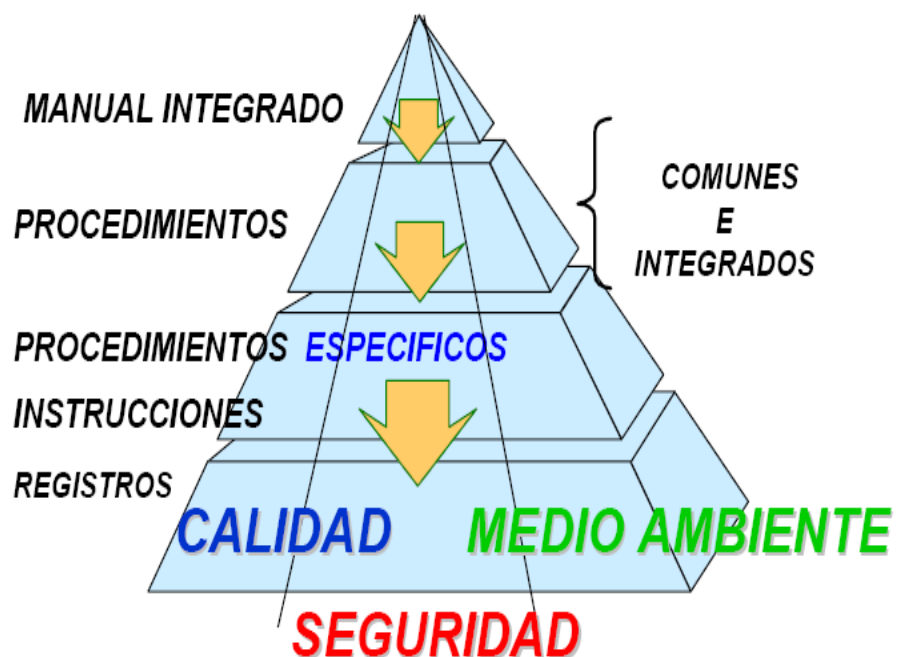 MANUAL INTEGRADO
COMUNES
E
INTEGRADOS
PROCEDIMIENTOS
PROCEDIMIENTOS ESPECIFICOS
INSTRUCCIONES
REGISTROS
CALIDAD
MEDIO AMBIENTE
SEGURIDAD